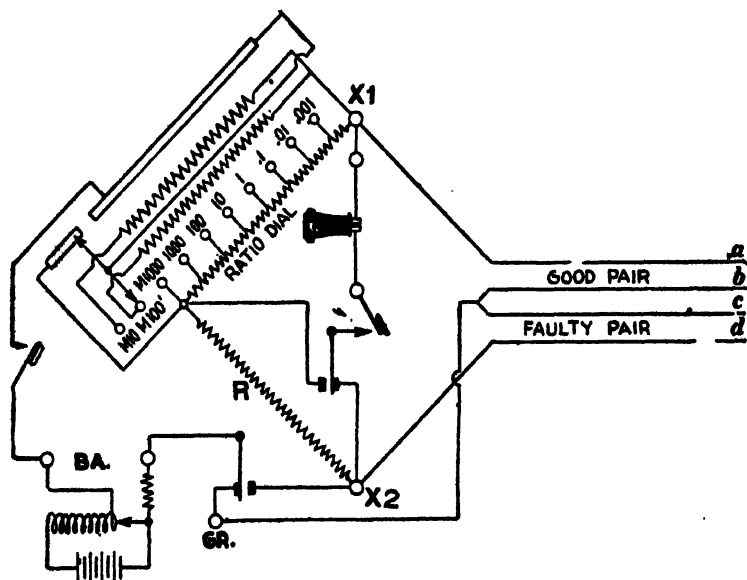 X1
.001
.01
.1
1
10
100
1000
M1000
M100
M10
RATIO DIAL
a
GOOD PAIR b
c
FAULTY PAIR d
R
BA.
X2
GR.